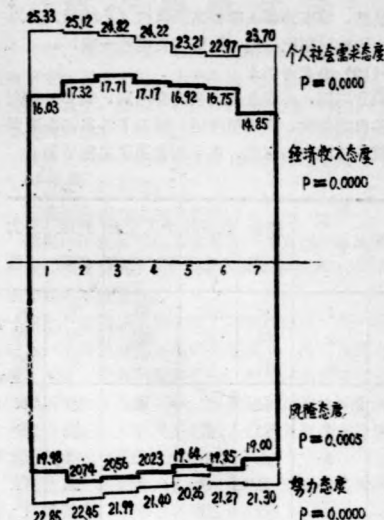 25.33 25.12 24.82 24.22 23.21 22.97 23.70
个人社会需求态度
P=0.0000
16.03 17.32 17.71 17.17 16.92 16.75 14.85
经济收入态度
P=0.0000
1 2 3 4 5 6 7
风险态度
P=0.0005
19.98 20.74 20.56 20.23 19.64 19.85 19.00
努力态度
P=0.0000
22.85 22.45 21.99 21.40 20.26 21.27 21.30